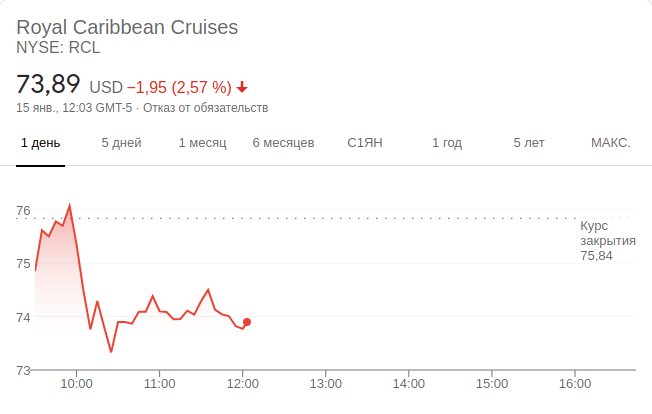 Royal Caribbean Cruises
NYSE: RCL
73,89 USD −1,95 (2,57 %)
15 янв., 12:03 GMT-5 · Отказ от обязательств
1 день 5 дней 1 месяц 6 месяцев С1ЯН 1 год 5 лет МАКС.
76
Курс
закрытия
75,84
75
74
73
10:00 11:00 12:00 13:00 14:00 15:00 16:00